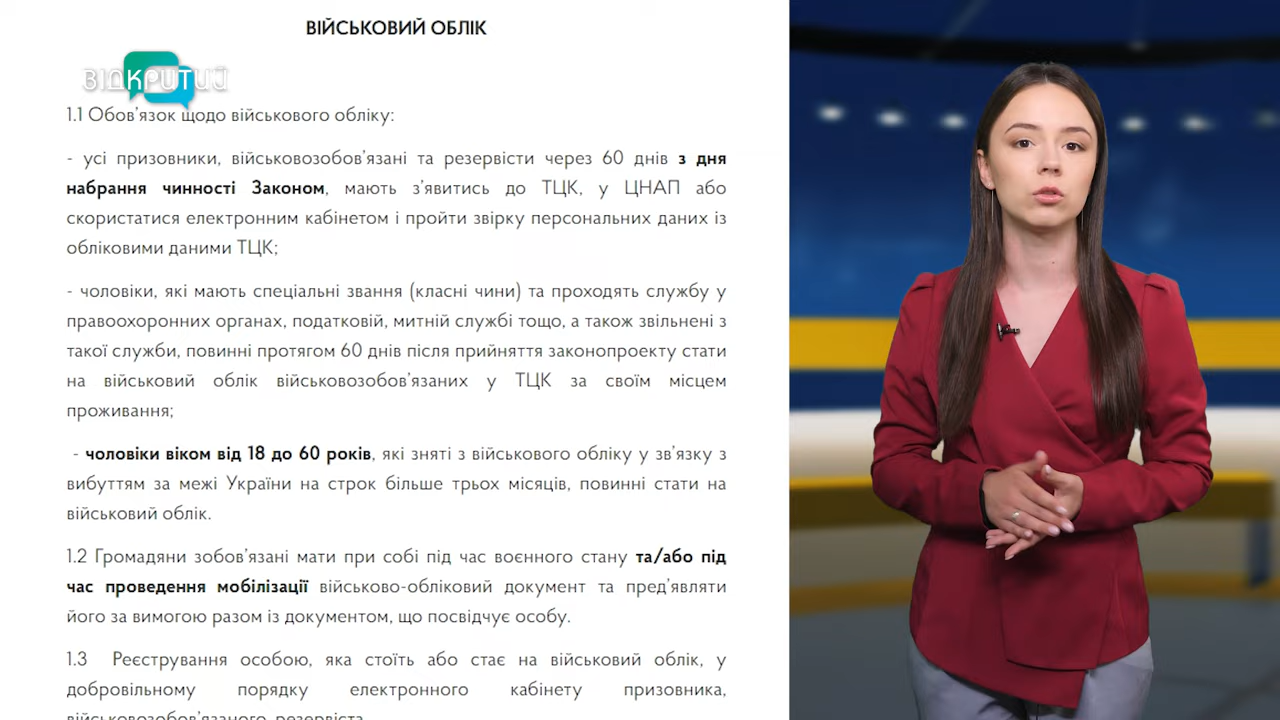 ВІЙСЬКОВИЙ ОБЛІК
ВІДКРИТИЙ
1.1 Обов’язок щодо військового обліку:
- усі призовники, військовозобов’язані та резервісти через 60 днів з дня
набрання чинності Законом, мають з’явитись до ТЦК, у ЦНАП або
скористатися електронним кабінетом і пройти звірку персональних даних із
обліковими даними ТЦК;
- чоловіки, які мають спеціальні звання (класні чини) та проходять службу у
правоохоронних органах, податковій, митній службі тощо, а також звільнені з
такої служби, повинні протягом 60 днів після прийняття законопроекту стати
на військовий облік військовозобов’язаних у ТЦК за своїм місцем
проживання;
- чоловіки віком від 18 до 60 років, які зняті з військового обліку у зв’язку з
вибуттям за межі України на строк більше трьох місяців, повинні стати на
військовий облік.
1.2 Громадяни зобов’язані мати при собі під час воєнного стану та/або під
час проведення мобілізації військово-обліковий документ та пред’являти
його за вимогою разом із документом, що посвідчує особу.
1.3 Реєстрування особою, яка стоїть або стає на військовий облік, у
добровільному порядку електронного кабінету призовника,
військовозобов’язаного, резервіста